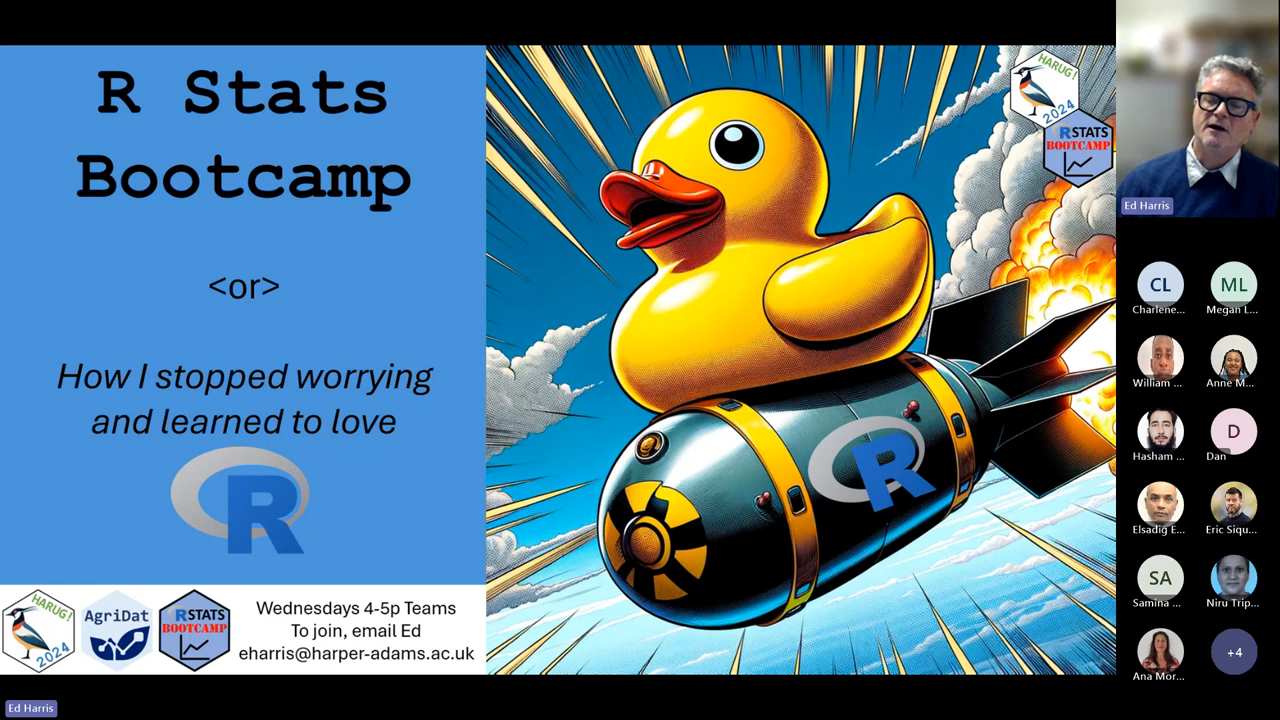 R Stats
Bootcamp
<or>
How I stopped worrying
and learned to love
R
HARUG!
2024
AgriDat
RSTATS
BOOTCAMP
Wednesdays 4-5p Teams
To join, email Ed
eharris@harper-adams.ac.uk
R
HARUG!
2024
RSTATS
BOOTCAMP
Ed Harris
CL
Charlene...
ML
Megan L...
William ...
Anne M...
Hasham ...
D
Dan
Elsadig E...
Eric Siqu...
SA
Samina ...
Niru Trip...
Ana Mor...
+4
Ed Harris